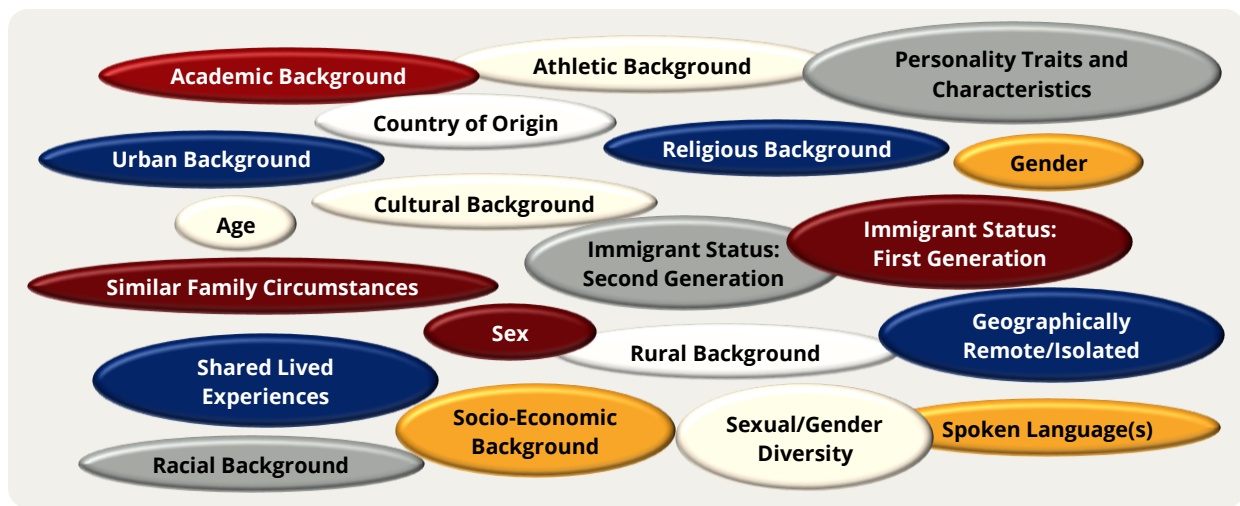 Academic Background
Athletic Background
Personality Traits and
Characteristics
Country of Origin
Urban Background
Religious Background
Gender
Age
Cultural Background
Immigrant Status:
Second Generation
Immigrant Status:
First Generation
Similar Family Circumstances
Sex
Rural Background
Geographically
Remote/Isolated
Shared Lived
Experiences
Socio-Economic
Background
Sexual/Gender
Diversity
Spoken Language(s)
Racial Background